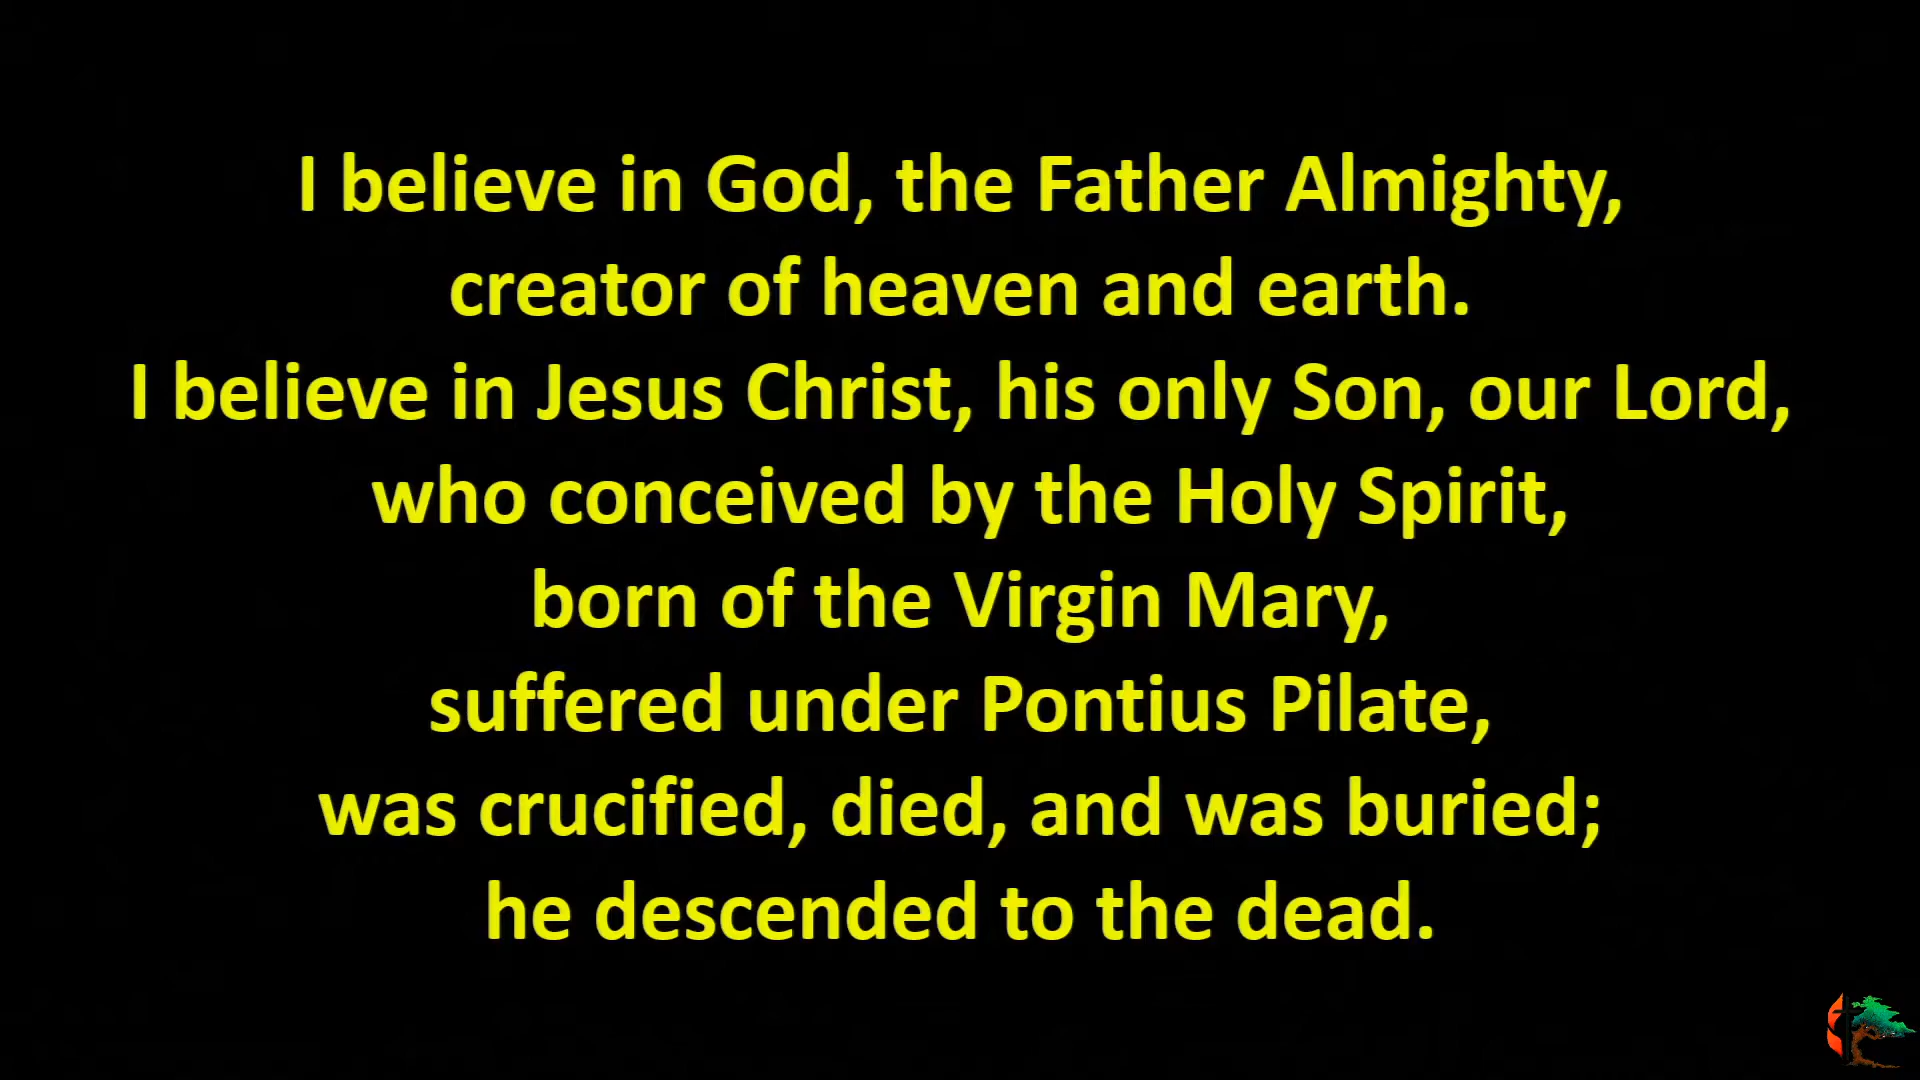 I believe in God, the Father Almighty,
creator of heaven and earth.
I believe in Jesus Christ, his only Son, our Lord,
who conceived by the Holy Spirit,
born of the Virgin Mary,
suffered under Pontius Pilate,
was crucified, died, and was buried;
he descended to the dead.